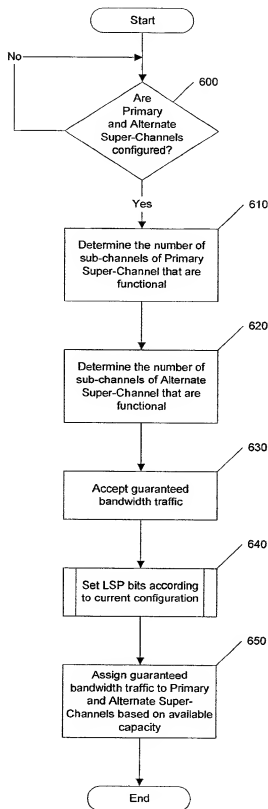 Start
No
600
Are
Primary
and Alternate
Super-Channels
configured?
Yes
610
Determine the number of
sub-channels of Primary
Super-Channel that are
functional
620
Determine the number of
sub-channels of Alternate
Super-Channel that are
functional
630
Accept guaranteed
bandwidth traffic
640
Set LSP bits according
to current configuration
650
Assign guaranteed
bandwidth traffic to Primary
and Alternate Super-
Channels based on available
capacity
End